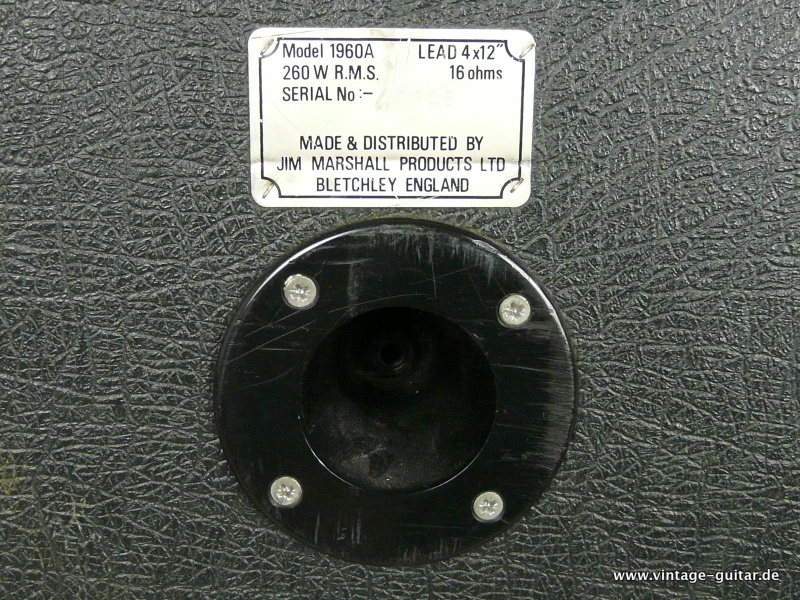 Model 1960A LEAD 4x12"
260 W R.M.S. 16 ohms
SERIAL No :-
MADE & DISTRIBUTED BY
JIM MARSHALL PRODUCTS LTD
BLETCHLEY ENGLAND
www.vintage-guitar.de